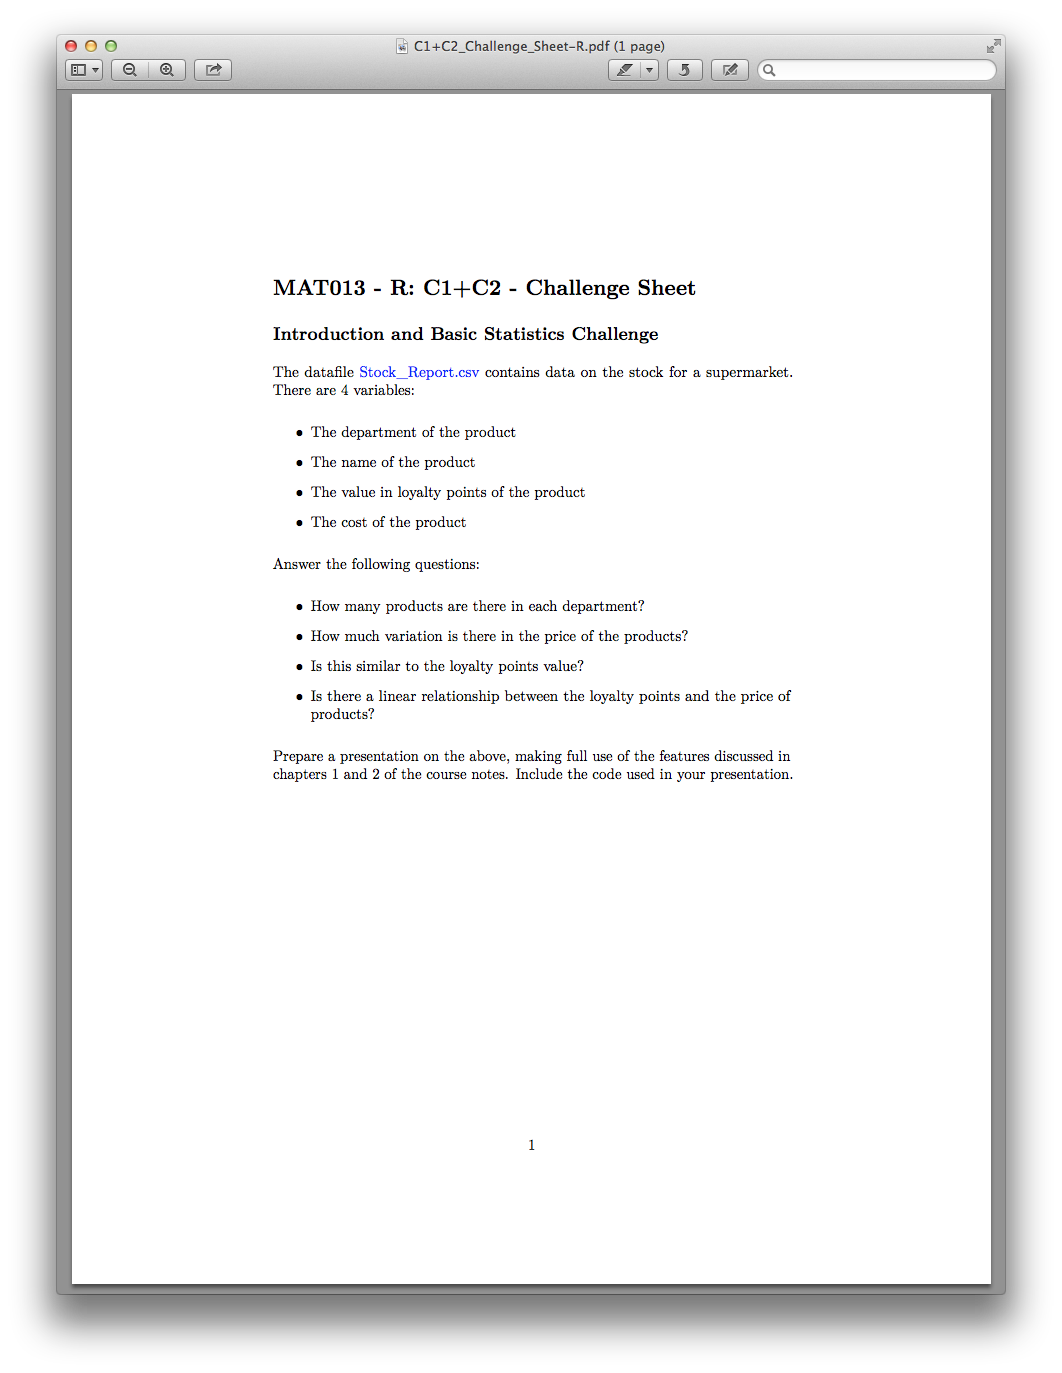 C1+C2_Challenge_Sheet-R.pdf (1 page)
MAT013 - R: C1+C2 - Challenge Sheet
Introduction and Basic Statistics Challenge
The datafile Stock_Report.csv contains data on the stock for a supermarket.
There are 4 variables:
• The department of the product
• The name of the product
• The value in loyalty points of the product
• The cost of the product
Answer the following questions:
• How many products are there in each department?
• How much variation is there in the price of the products?
• Is this similar to the loyalty points value?
• Is there a linear relationship between the loyalty points and the price of
products?
Prepare a presentation on the above, making full use of the features discussed in
chapters 1 and 2 of the course notes. Include the code used in your presentation.
1